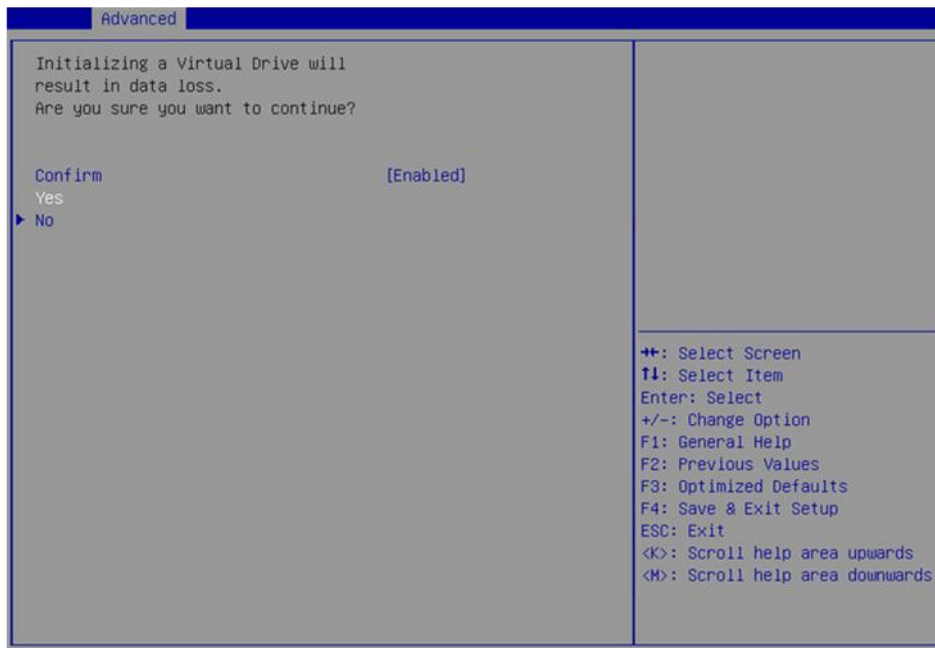 Advanced
Initializing a Virtual Drive will
result in data loss.
Are you sure you want to continue?
Confirm [Enabled]
Yes
No
→←: Select Screen
↑↓: Select Item
Enter: Select
+/-: Change Option
F1: General Help
F2: Previous Values
F3: Optimized Defaults
F4: Save & Exit Setup
ESC: Exit
<K>: Scroll help area upwards
<M>: Scroll help area downwards